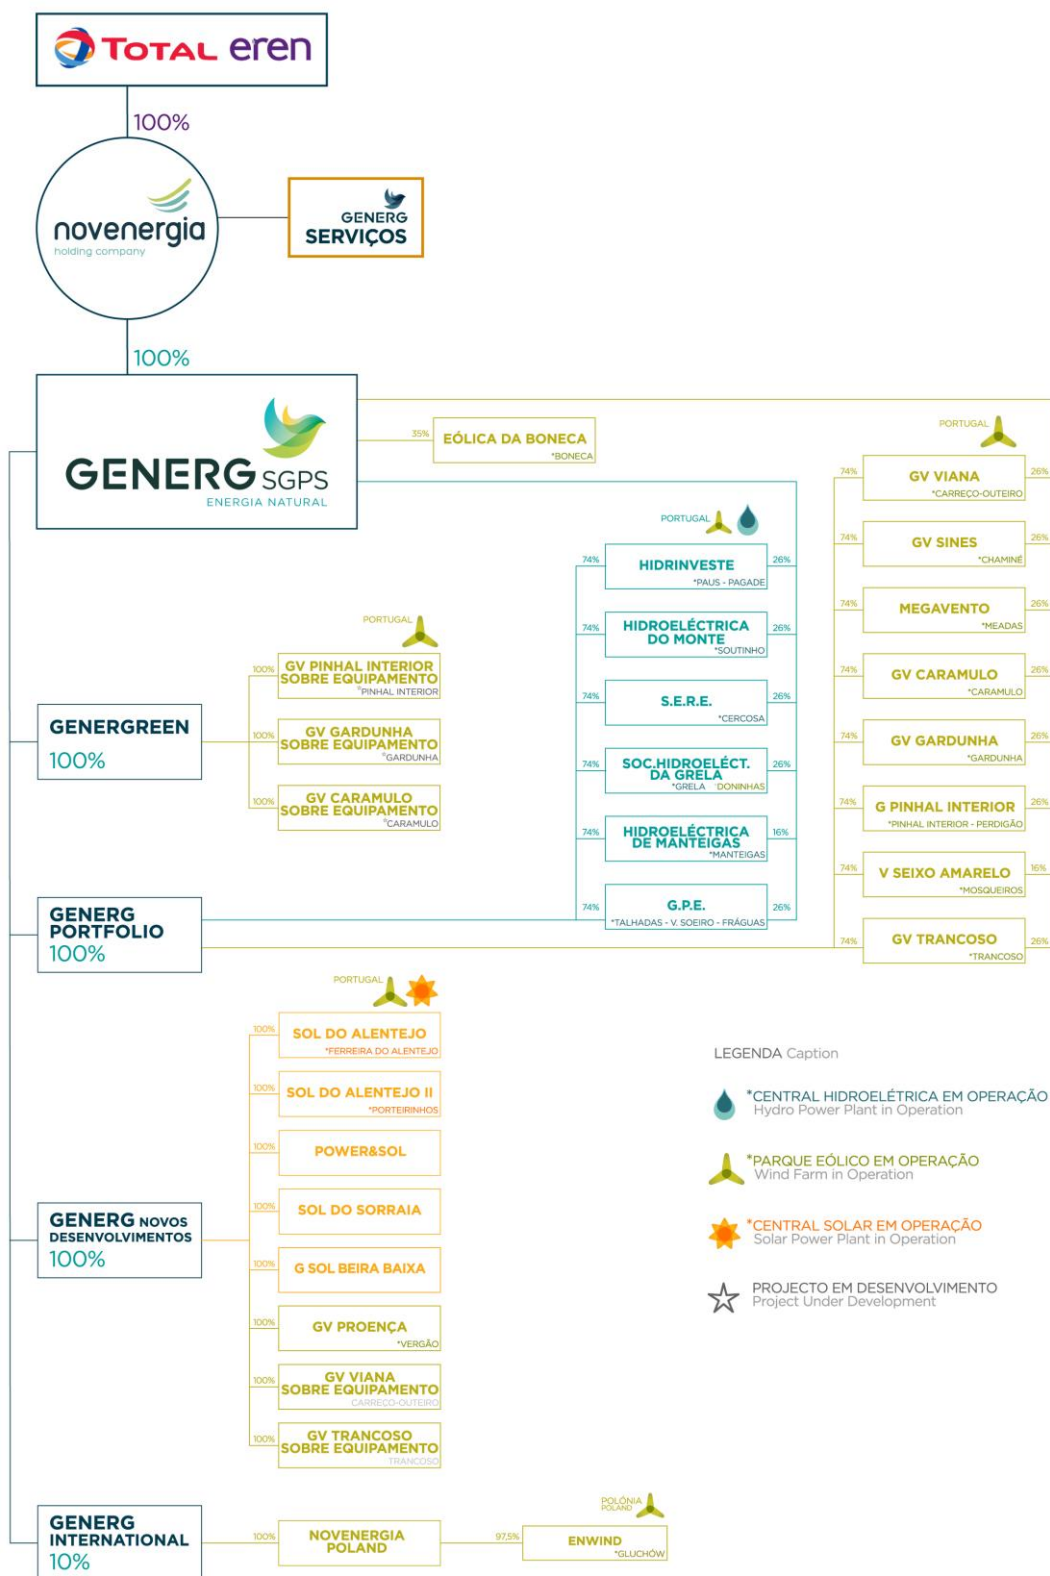 TOTAL eren
100%
novenergia
holding company
GENERG
SERVIÇOS
100%
GENERG SGPS
ENERGIA NATURAL
35%
EÓLICA DA BONECA
*BONECA
PORTUGAL
74%
GV VIANA
*CARREÇO-OUTEIRO
26%
74%
GV SINES
*CHAMINÉ
26%
74%
MEGAVENTO
*MEADAS
26%
74%
GV CARAMULO
*CARAMULO
26%
74%
GV GARDUNHA
*GARDUNHA
26%
74%
G PINHAL INTERIOR
*PINHAL INTERIOR - PERDIGÃO
26%
74%
V SEIXO AMARELO
*MOSQUEIROS
16%
74%
GV TRANCOSO
*TRANCOSO
26%
PORTUGAL
74%
HIDRINVESTE
*PAUS - PAGADE
26%
74%
HIDROELÉCTRICA
DO MONTE
*SOUTINHO
26%
74%
S.E.R.E.
*CERCOSA
26%
74%
SOC.HIDROELÉCT.
DA GRELA
*GRELA *DONINHAS
26%
74%
HIDROELÉCTRICA
DE MANTEIGAS
*MANTEIGAS
16%
74%
G.P.E.
*TALHADAS - V. SOEIRO - FRÁGUAS
26%
PORTUGAL
GENERGREEN
100%
100%
GV PINHAL INTERIOR
SOBRE EQUIPAMENTO
*PINHAL INTERIOR
100%
GV GARDUNHA
SOBRE EQUIPAMENTO
*GARDUNHA
100%
GV CARAMULO
SOBRE EQUIPAMENTO
*CARAMULO
GENERG
PORTFOLIO
100%
PORTUGAL
GENERG NOVOS
DESENVOLVIMENTOS
100%
100%
SOL DO ALENTEJO
*FERREIRA DO ALENTEJO
100%
SOL DO ALENTEJO II
*PORTEIRINHOS
100%
POWER&SOL
100%
SOL DO SORRAIA
100%
G SOL BEIRA BAIXA
100%
GV PROENÇA
*VERGÃO
100%
GV VIANA
SOBRE EQUIPAMENTO
CARREÇO-OUTEIRO
100%
GV TRANCOSO
SOBRE EQUIPAMENTO
TRANCOSO
GENERG
INTERNATIONAL
10%
100%
NOVENERGIA
POLAND
97,5%
POLÓNIA
POLAND
ENWIND
*GLUCHÓW
LEGENDA Caption
*CENTRAL HIDROELÉTRICA EM OPERAÇÃO
Hydro Power Plant in Operation
*PARQUE EÓLICO EM OPERAÇÃO
Wind Farm in Operation
*CENTRAL SOLAR EM OPERAÇÃO
Solar Power Plant in Operation
PROJECTO EM DESENVOLVIMENTO
Project Under Development